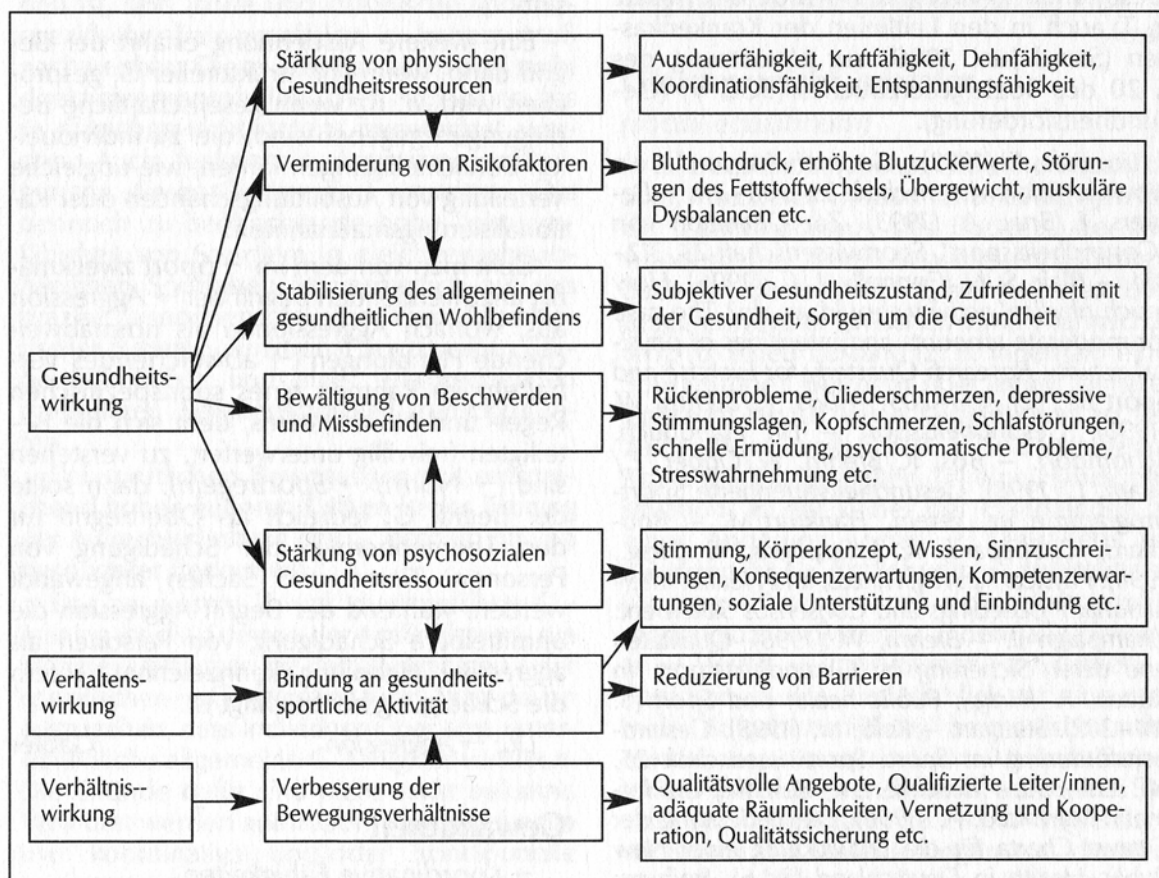 Stärkung von physischen
Gesundheitsressourcen
Ausdauerfähigkeit, Kraftfähigkeit, Dehnfähigkeit,
Koordinationsfähigkeit, Entspannungsfähigkeit
Verminderung von Risikofaktoren
Bluthochdruck, erhöhte Blutzuckerwerte, Störun-
gen des Fettstoffwechsels, Übergewicht, muskuläre
Dysbalancen etc.
Stabilisierung des allgemeinen
gesundheitlichen Wohlbefindens
Subjektiver Gesundheitszustand, Zufriedenheit mit
der Gesundheit, Sorgen um die Gesundheit
Gesundheits-
wirkung
Bewältigung von Beschwerden
und Missbefinden
Rückenprobleme, Gliederschmerzen, depressive
Stimmungslagen, Kopfschmerzen, Schlafstörungen,
schnelle Ermüdung, psychosomatische Probleme,
Stresswahrnehmung etc.
Stärkung von psychosozialen
Gesundheitsressourcen
Stimmung, Körperkonzept, Wissen, Sinnzuschrei-
bungen, Konsequenzerwartungen, Kompetenzerwar-
tungen, soziale Unterstützung und Einbindung etc.
Verhaltens-
wirkung
Bindung an gesundheits-
sportliche Aktivität
Reduzierung von Barrieren
Verhältnis--
wirkung
Verbesserung der
Bewegungsverhältnisse
Qualitätsvolle Angebote, Qualifizierte Leiter/innen,
adäquate Räumlichkeiten, Vernetzung und Koope-
ration, Qualitätssicherung etc.